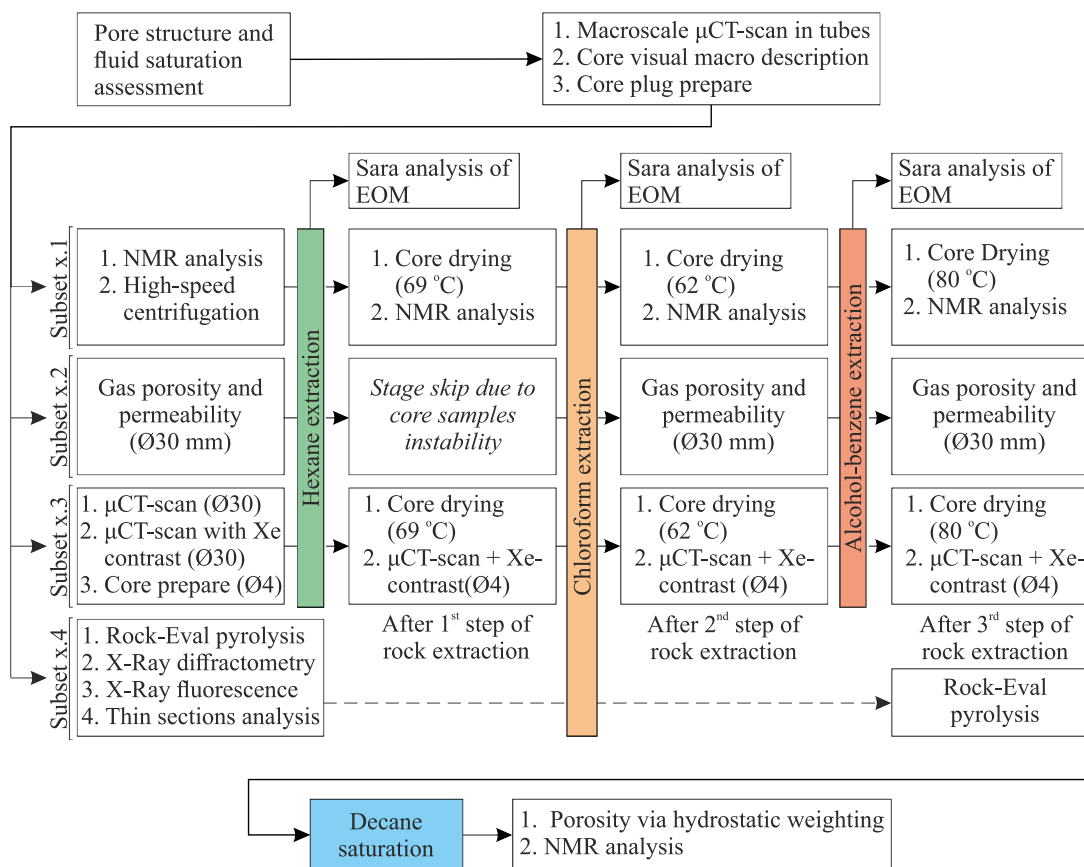 Pore structure and
fluid saturation
assessment
1. Macroscale μCT-scan in tubes
2. Core visual macro description
3. Core plug prepare
Sara analysis of
EOM
Sara analysis of
EOM
Sara analysis of
EOM
Subset x.1
1. NMR analysis
2. High-speed
centrifugation
Hexane extraction
1. Core drying
(69 °C)
2. NMR analysis
Chloroform extraction
1. Core drying
(62 °C)
2. NMR analysis
Alcohol-benzene extraction
1. Core Drying
(80 °C)
2. NMR analysis
Subset x.2
Gas porosity and
permeability
(Ø30 mm)
Stage skip due to
core samples
instability
Gas porosity and
permeability
(Ø30 mm)
Gas porosity and
permeability
(Ø30 mm)
Subset x.3
1. μCT-scan (Ø30)
2. μCT-scan with Xe
contrast (Ø30)
3. Core prepare (Ø4)
1. Core drying
(69 °C)
2. μCT-scan + Xe-
contrast(Ø4)
1. Core drying
(62 °C)
2. μCT-scan + Xe-
contrast (Ø4)
1. Core drying
(80 °C)
2. μCT-scan + Xe-
contrast (Ø4)
After 1st step of
rock extraction
After 2nd step of
rock extraction
After 3rd step of
rock extraction
Subset x.4
1. Rock-Eval pyrolysis
2. X-Ray diffractometry
3. X-Ray fluorescence
4. Thin sections analysis
Rock-Eval
pyrolysis
Decane
saturation
1. Porosity via hydrostatic weighting
2. NMR analysis